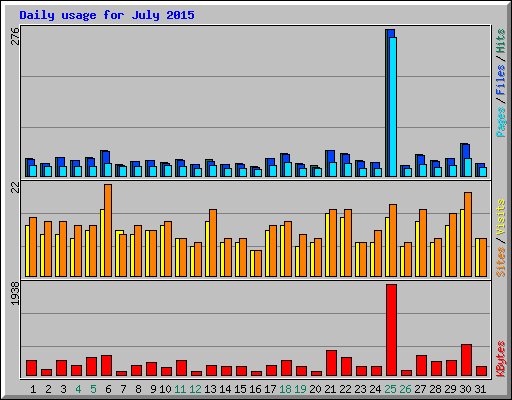 Daily usage for July 2015
276
Pages / Files / Hits
22
Sites / Visits
1938
KBytes
1 2 3 4 5 6 7 8 9 10 11 12 13 14 15 16 17 18 19 20 21 22 23 24 25 26 27 28 29 30 31